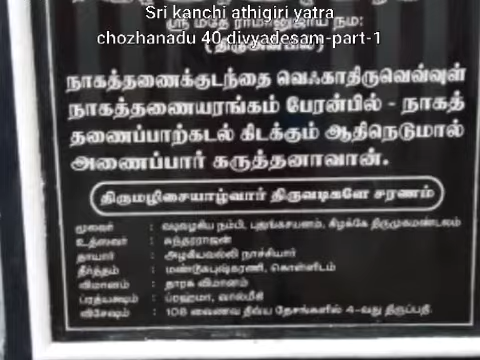 Sri kanchi athigiri yatra
ஸ்ரீ மதே ராமானுஜாய நம:
chozhanadu 40 divyadesam-part-1
(திருஅன்பில்)
நாகத்தணைக்குடந்தை வெஃகாதிருவெவ்வுள்
நாகத்தணையரங்கம் பேரன்பில் - நாகத்
தணைப்பாற்கடல் கிடக்கும் ஆதிநெடுமால்
அணைப்பார் கருத்தனாவான்.
திருமழிசையாழ்வார் திருவடிகளே சரணம்
மூலவர் : வடிவழகிய நம்பி, புஜங்கசயனம், கிழக்கே திருமுகமண்டலம்
உத்ஸவர் : சுந்தரராஜன்
தாயார் : அழகியவல்லி நாச்சியார்
தீர்த்தம் : மண்டூகபுஷ்கரணி, கொள்ளிடம்
விமானம் : தாரக விமானம்
ப்ரத்யக்ஷம் : ப்ரஹ்மா, வால்மீகி
விசேஷம் : 108 வைணவ திவ்ய தேசங்களில் 4-வது திருப்பதி